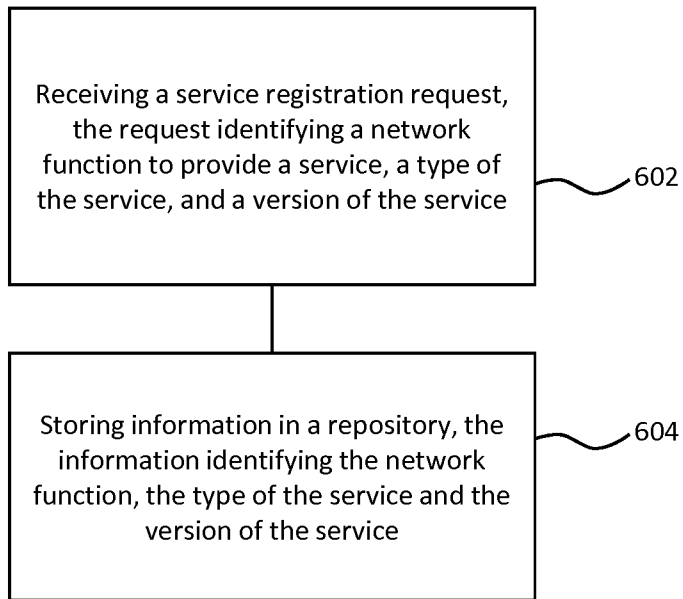 Receiving a service registration request,
the request identifying a network
function to provide a service, a type of
the service, and a version of the service
602
Storing information in a repository, the
information identifying the network
function, the type of the service and the
version of the service
604